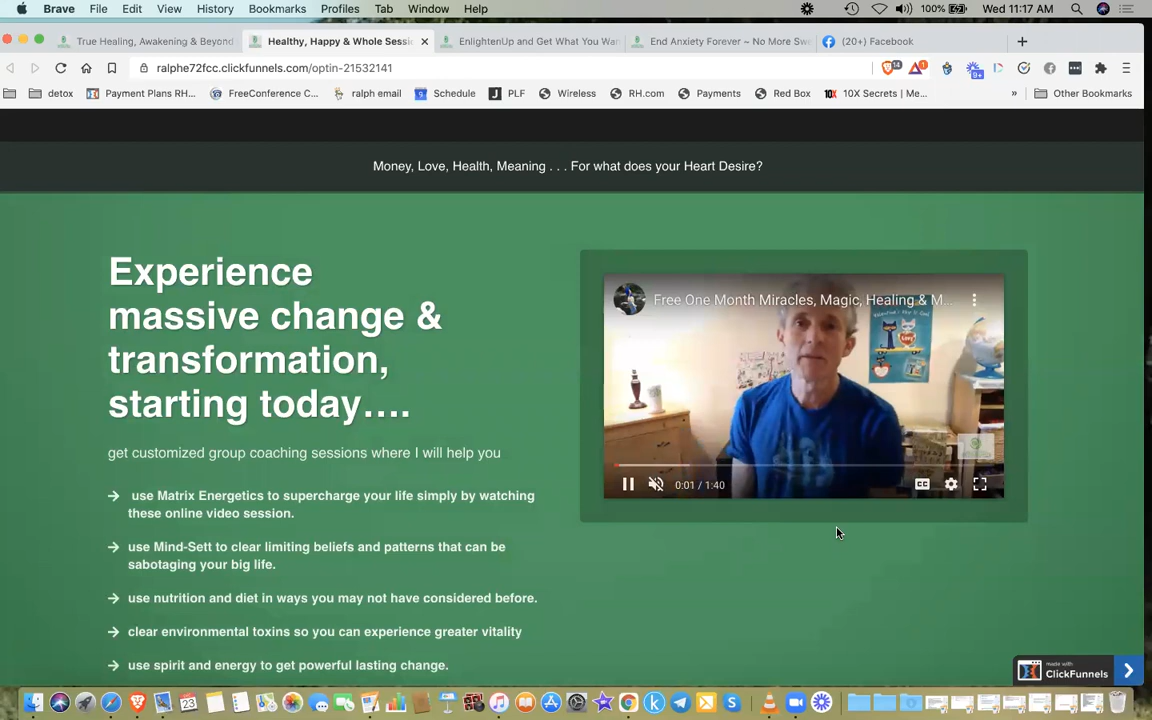 Brave File Edit View History Bookmarks Profiles Tab Window Help 100% Wed 11:17 AM
True Healing, Awakening & Beyond Healthy, Happy & Whole Sessi EnlightenUp and Get What You Wan End Anxiety Forever ~ No More Sw (20+) Facebook
ralphe72fcc.clickfunnels.com/optin-21532141 14 1 9+
detox Payment Plans RH... FreeConference C... ralph email 9 Schedule PLF Wireless RH.com Payments Red Box 10X 10X Secrets | Me... » Other Bookmarks
Money, Love, Health, Meaning . . . For what does your Heart Desire?
Experience
massive change &
transformation,
starting today….
get customized group coaching sessions where I will help you
use Matrix Energetics to supercharge your life simply by watching
these online video session.
use Mind-Sett to clear limiting beliefs and patterns that can be
sabotaging your big life.
use nutrition and diet in ways you may not have considered before.
clear environmental toxins so you can experience greater vitality
use spirit and energy to get powerful lasting change.
Free One Month Miracles, Magic, Healing & M...
0:01 / 1:40 CC
made with
ClickFunnels
23